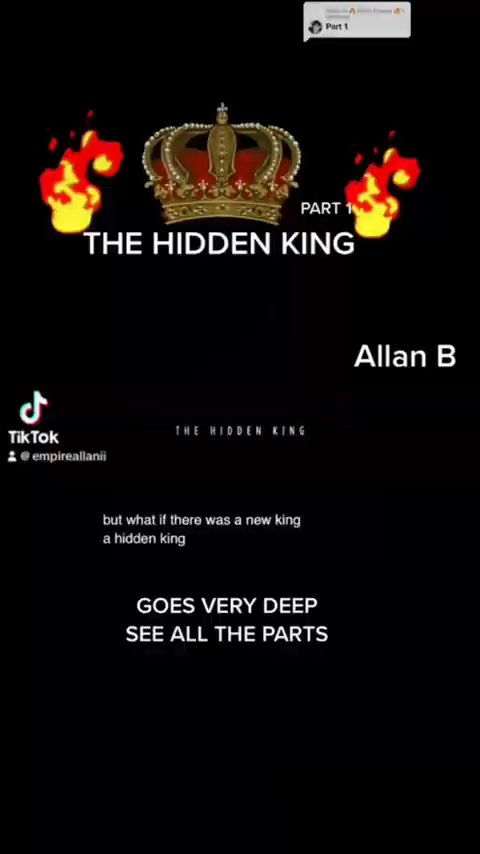 Part 1
PART 1
THE HIDDEN KING
Allan B
TikTok
@empireallanii
THE HIDDEN KING
but what if there was a new king
a hidden king
GOES VERY DEEP
SEE ALL THE PARTS